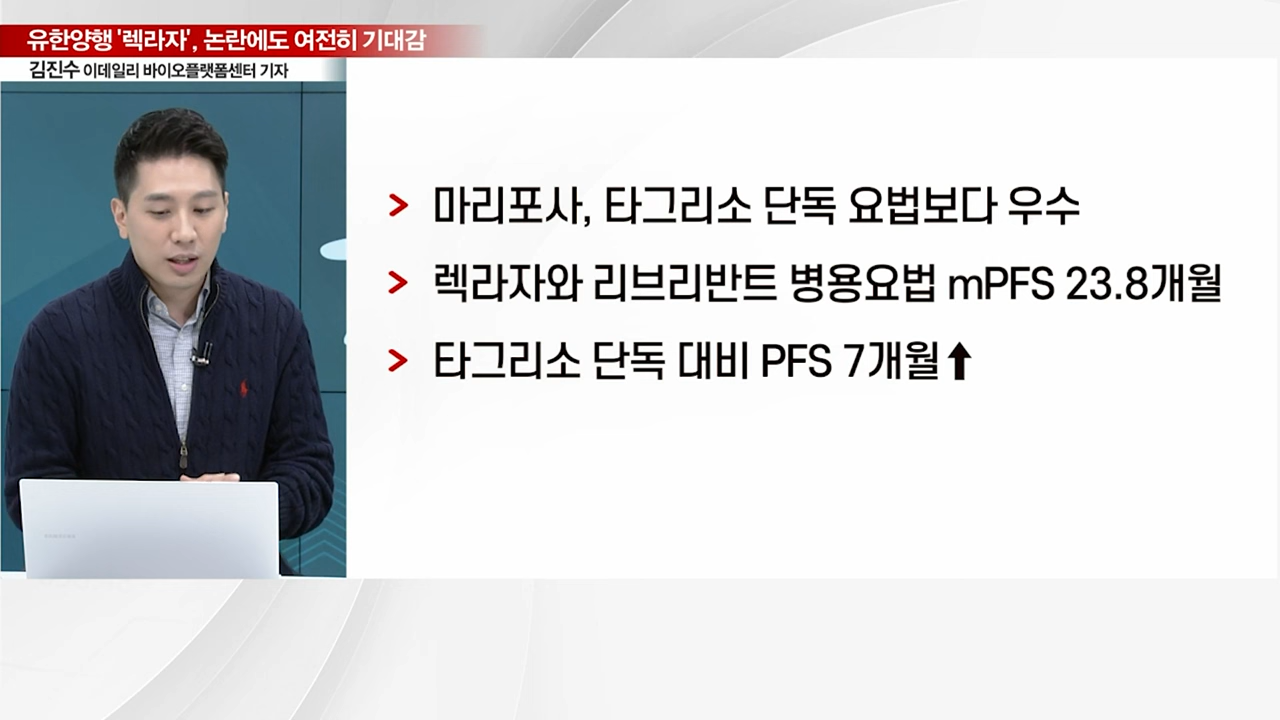 유한양행 '렉라자', 논란에도 여전히 기대감
김진수 이데일리 바이오플랫폼센터 기자
> 마리포사, 타그리소 단독 요법보다 우수
> 렉라자와 리브리반트 병용요법 mPFS 23.8개월
> 타그리소 단독 대비 PFS 7개월⬆
SAMSUNG